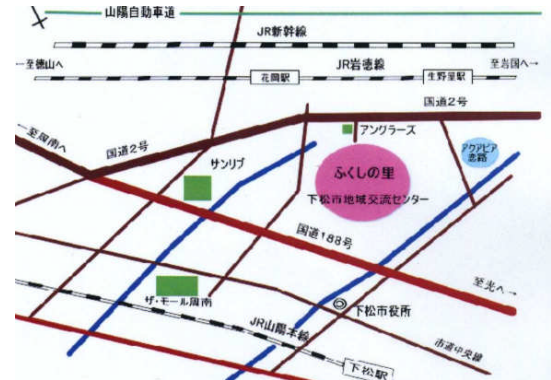 山陽自動車道
JR新幹線
←至徳山へ
JR岩徳線
至岩国へ→
花岡駅
生野屋駅
国道2号
←至周南へ
国道2号
アングラーズ
サンリブ
ふくしの里
アクアピア
恋路
下松市地域交流センター
国道188号
至光へ→
ザ・モール周南
下松市役所
JR山陽本線
市道中央線
下松駅